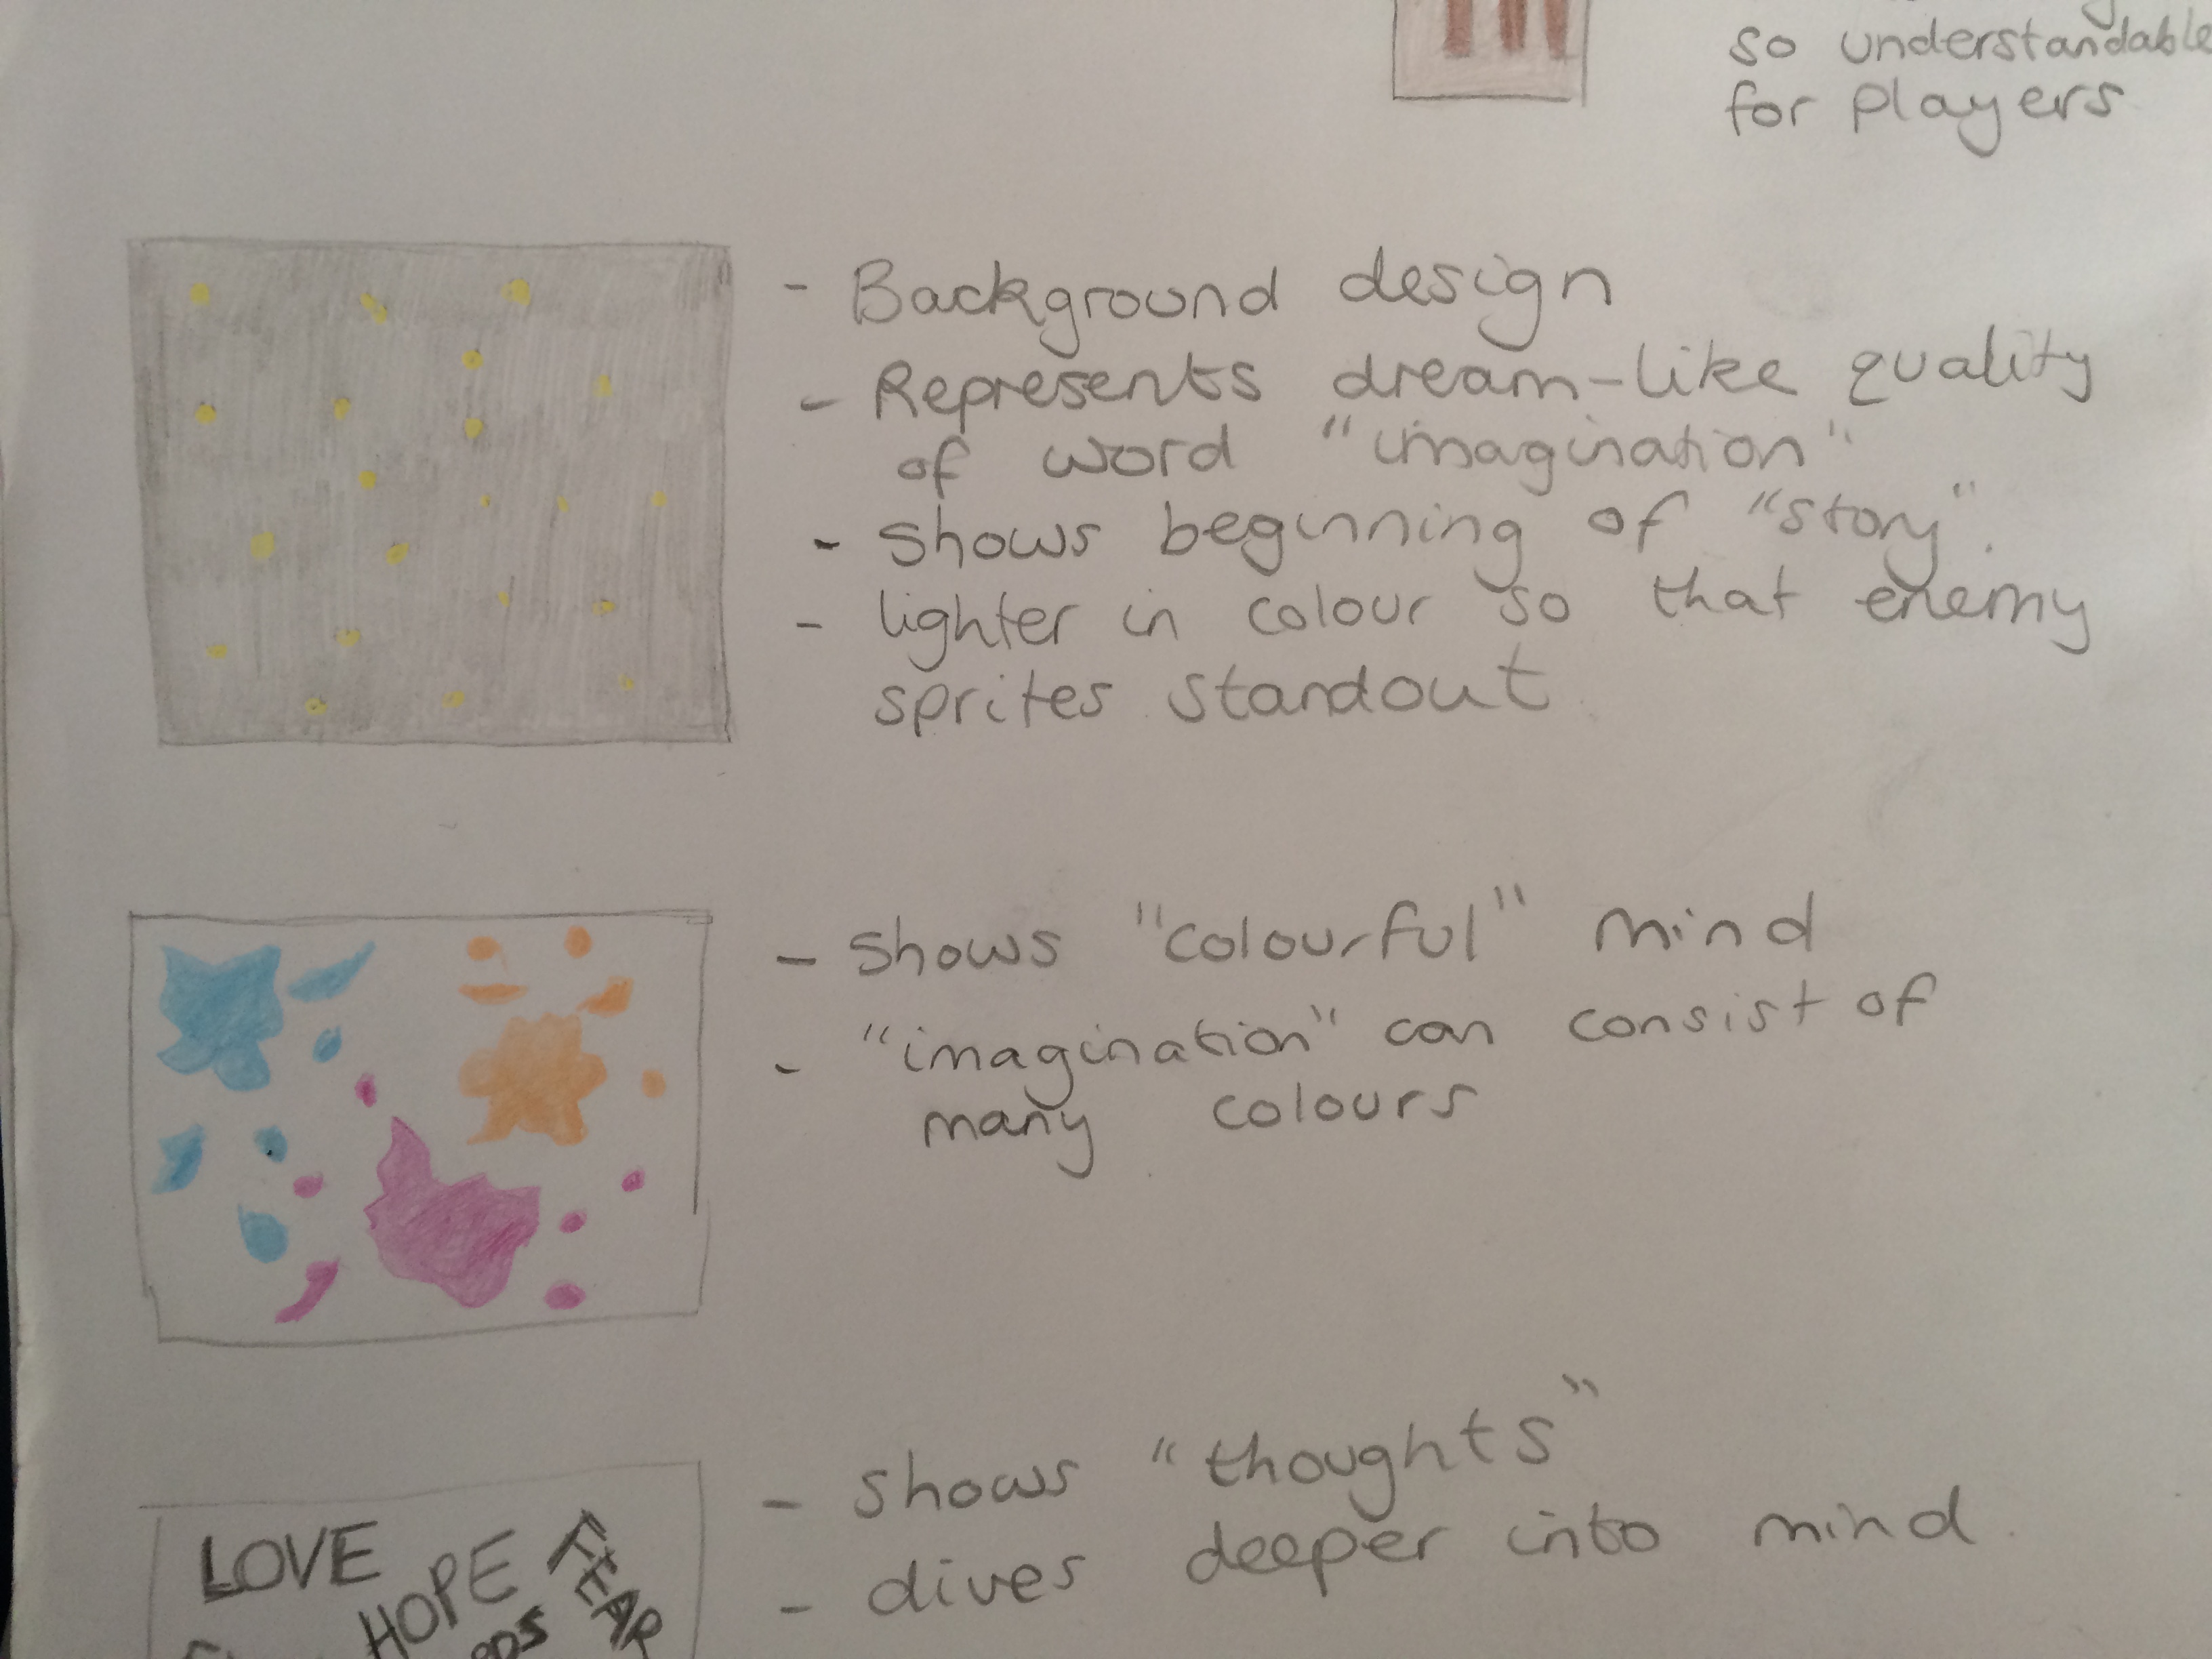 so understandable
for players
- Background design
- Represents dream-like quality
of word "imagination"
- shows beginning of "story"
- lighter in colour so that enemy
sprites standout
- shows "colourful" mind
- "imagination" can consist of
many colours
LOVE
HOPE
- shows "thoughts"
- dives deeper into mind